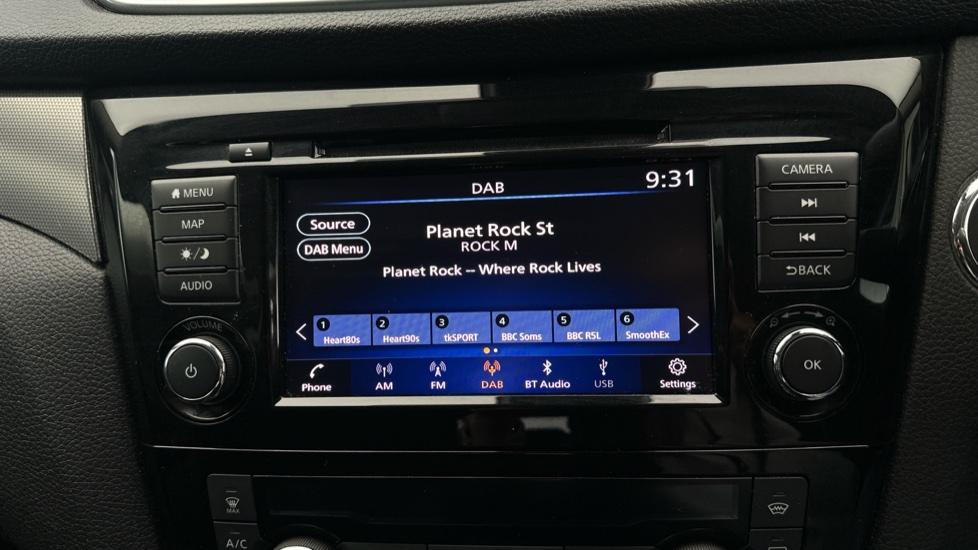 DAB
9:31
CAMERA
MENU
MAP
AUDIO
Source
DAB Menu
Planet Rock St
ROCK M
Planet Rock -- Where Rock Lives
BACK
VOLUME
1 Heart80s
2 Heart90s
3 tkSPORT
4 BBC 5oms
5 BBC R5L
6 SmoothEx
Phone
AM
FM
DAB
BT Audio
USB
Settings
OK
MAX
A/C